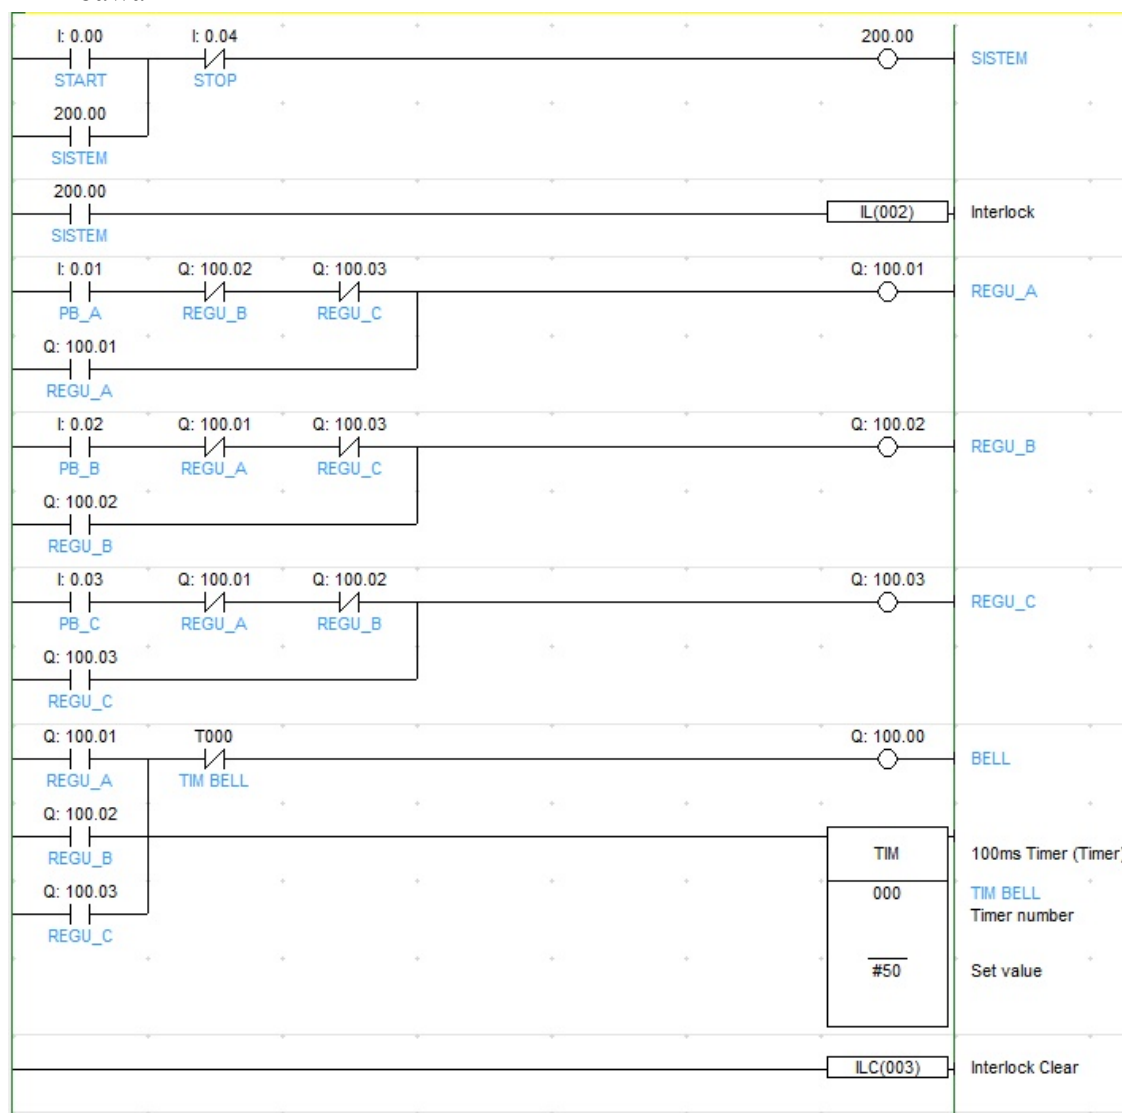 I: 0.00 I: 0.04 200.00
START STOP SISTEM
200.00
SISTEM
200.00
SISTEM IL(002) Interlock
I: 0.01 Q: 100.02 Q: 100.03 Q: 100.01
PB_A REGU_B REGU_C REGU_A
Q: 100.01
REGU_A
I: 0.02 Q: 100.01 Q: 100.03 Q: 100.02
PB_B REGU_A REGU_C REGU_B
Q: 100.02
REGU_B
I: 0.03 Q: 100.01 Q: 100.02 Q: 100.03
PB_C REGU_A REGU_B REGU_C
Q: 100.03
REGU_C
Q: 100.01 T000 Q: 100.00
REGU_A TIM BELL BELL
Q: 100.02
REGU_B TIM 100ms Timer (Timer)
Q: 100.03 000 TIM BELL
REGU_C Timer number
#50 Set value
ILC(003) Interlock Clear